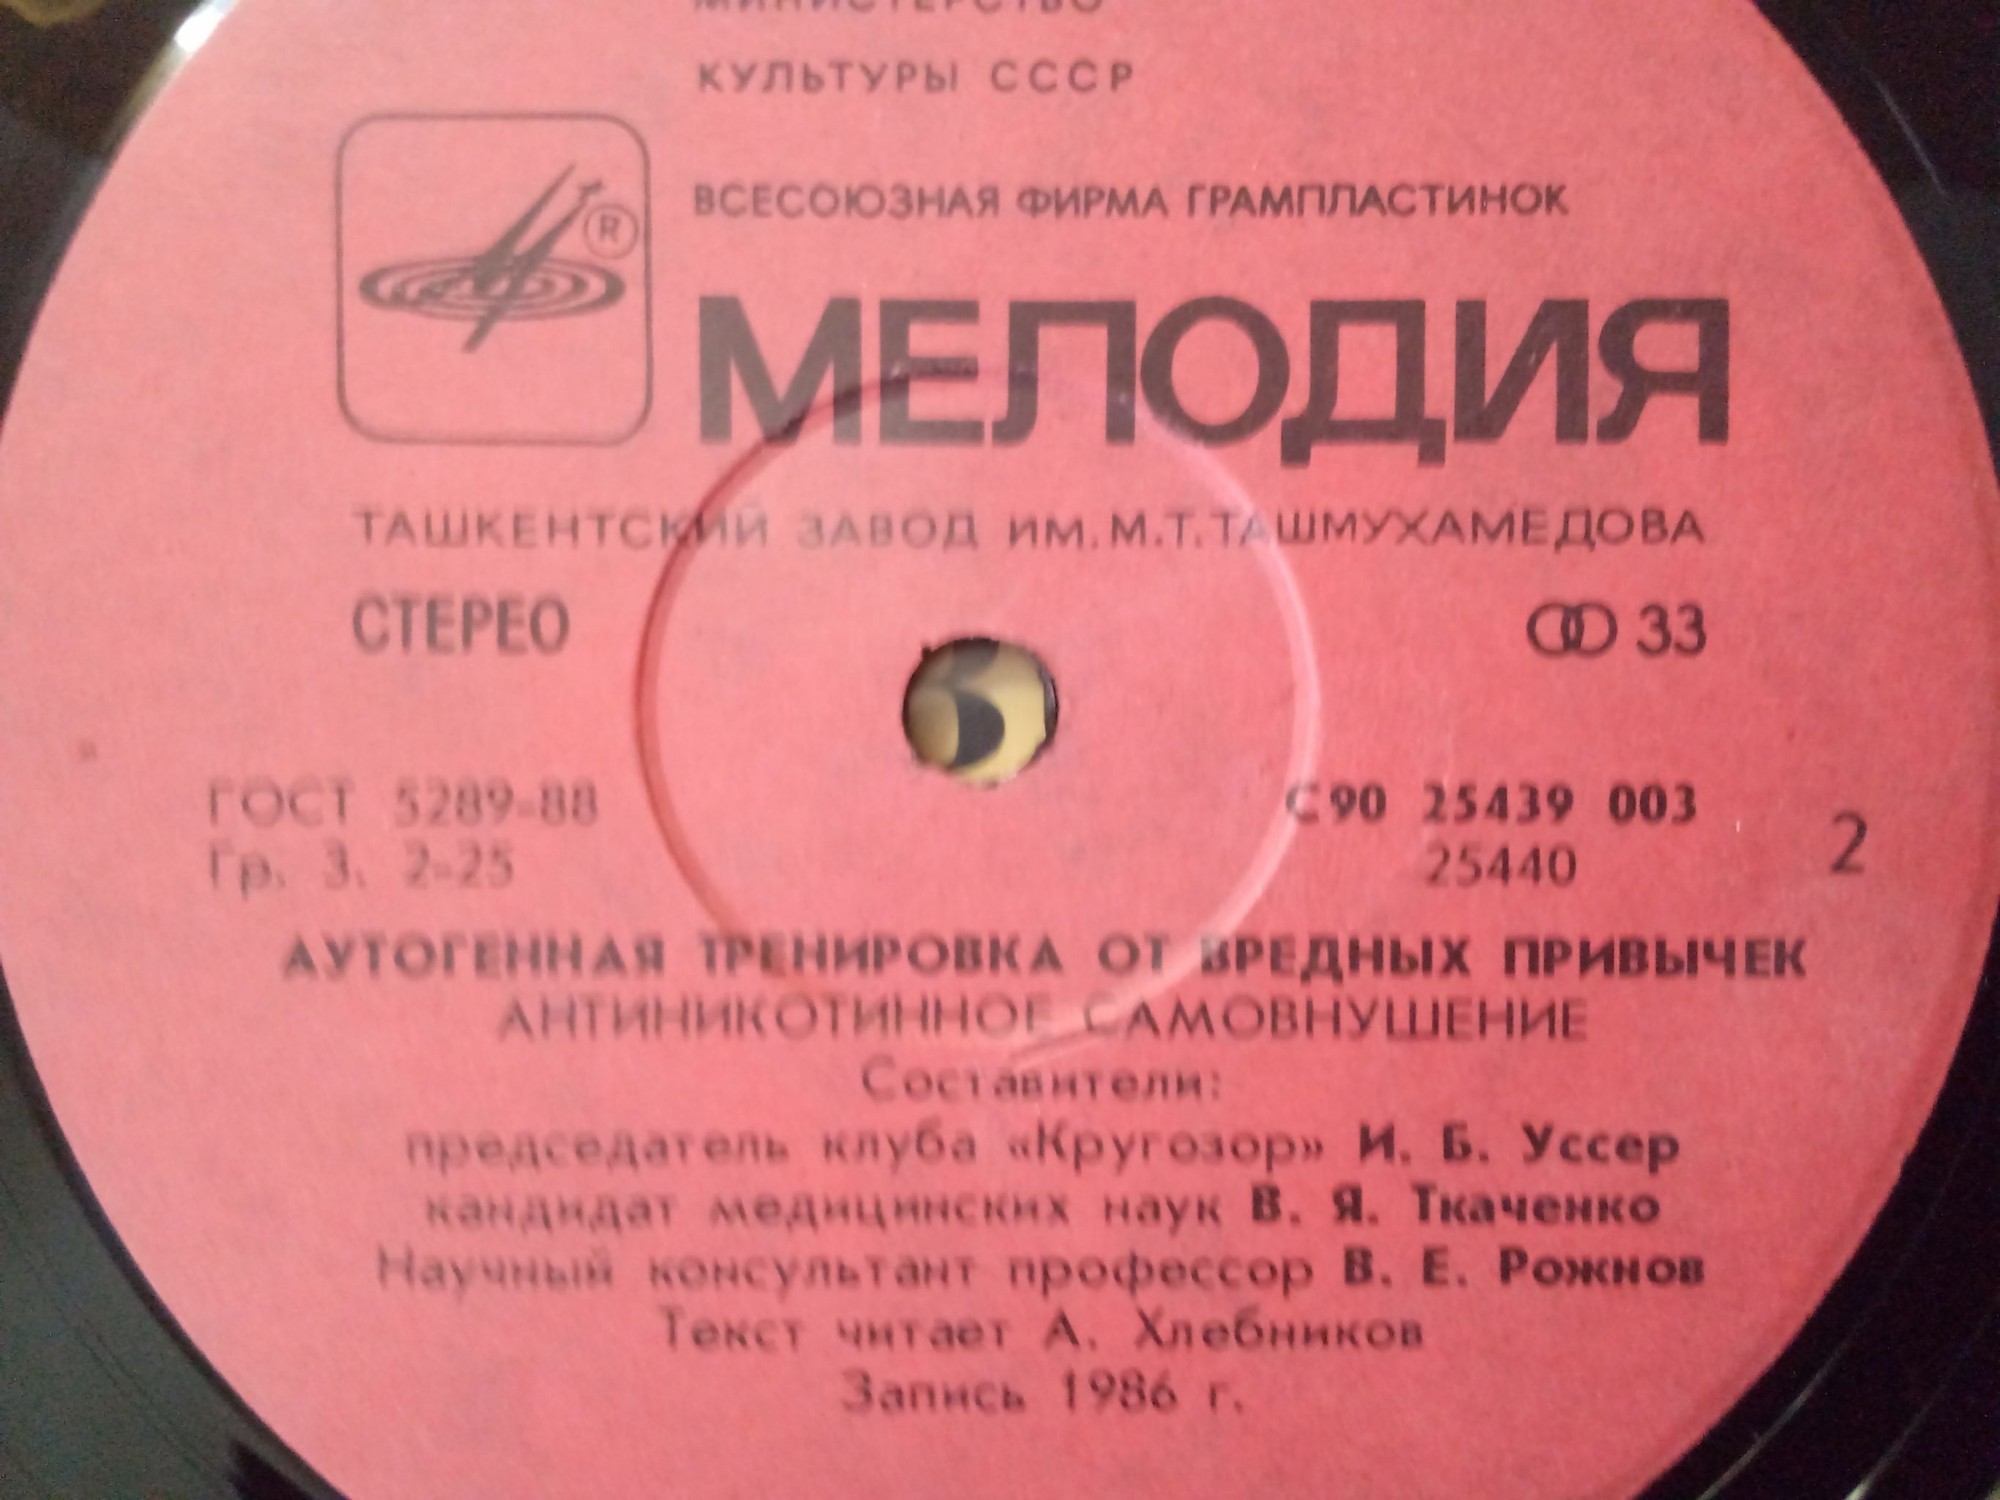 МИНИСТЕРСТВО
КУЛЬТУРЫ СССР
ВСЕСОЮЗНАЯ ФИРМА ГРАМПЛАСТИНОК
®
МЕЛОДИЯ
ТАШКЕНТСКИЙ ЗАВОД ИМ. М.Т. ТАШМУХАМЕДОВА
СТЕРЕО 33
ГОСТ 5289-88 С90 25439 003
Гр. 3. 2-25 25440 2
АУТОГЕННАЯ ТРЕНИРОВКА ОТ ВРЕДНЫХ ПРИВЫЧЕК
АНТИНИКОТИННОЕ САМОВНУШЕНИЕ
Составители:
председатель клуба «Кругозор» И. Б. Уссер
кандидат медицинских наук В. Я. Ткаченко
Научный консультант профессор В. Е. Рожнов
Текст читает А. Хлебников
Запись 1986 г.